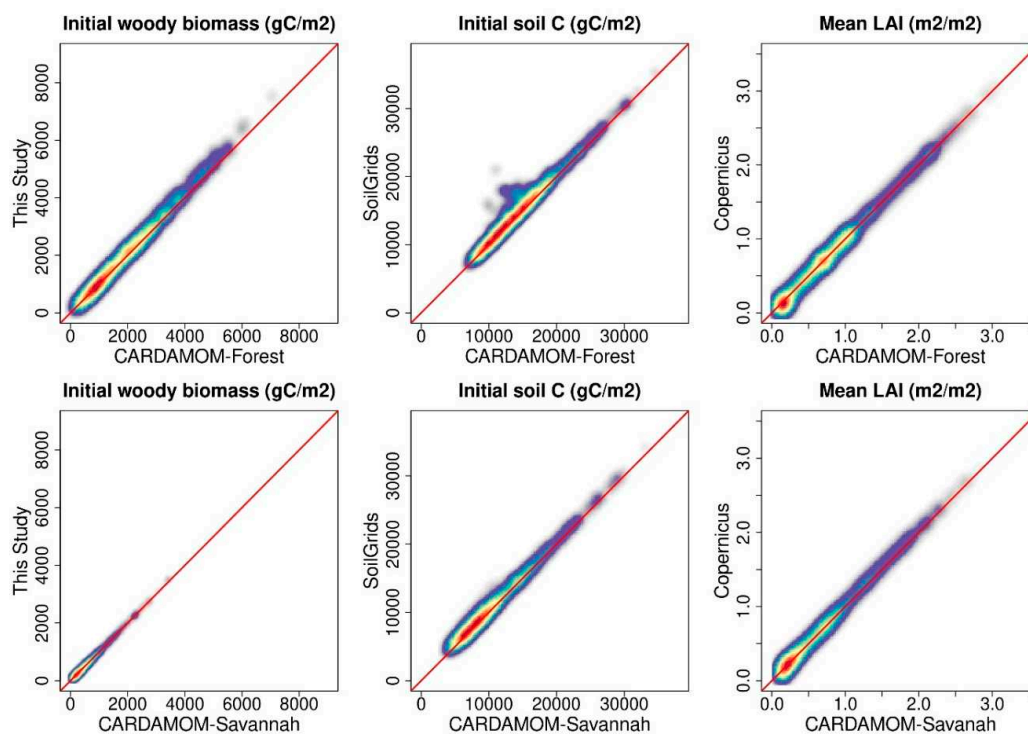 Initial woody biomass (gC/m2)
This Study
8000
6000
4000
2000
0
0 2000 4000 6000 8000
CARDAMOM-Forest
Initial soil C (gC/m2)
SoilGrids
30000
20000
10000
0
0 10000 20000 30000
CARDAMOM-Forest
Mean LAI (m2/m2)
Copernicus
3.0
2.0
1.0
0.0
0.0 1.0 2.0 3.0
CARDAMOM-Forest
Initial woody biomass (gC/m2)
This Study
8000
6000
4000
2000
0
0 2000 4000 6000 8000
CARDAMOM-Savannah
Initial soil C (gC/m2)
SoilGrids
30000
20000
10000
0
0 10000 20000 30000
CARDAMOM-Savannah
Mean LAI (m2/m2)
Copernicus
3.0
2.0
1.0
0.0
0.0 1.0 2.0 3.0
CARDAMOM-Savanah